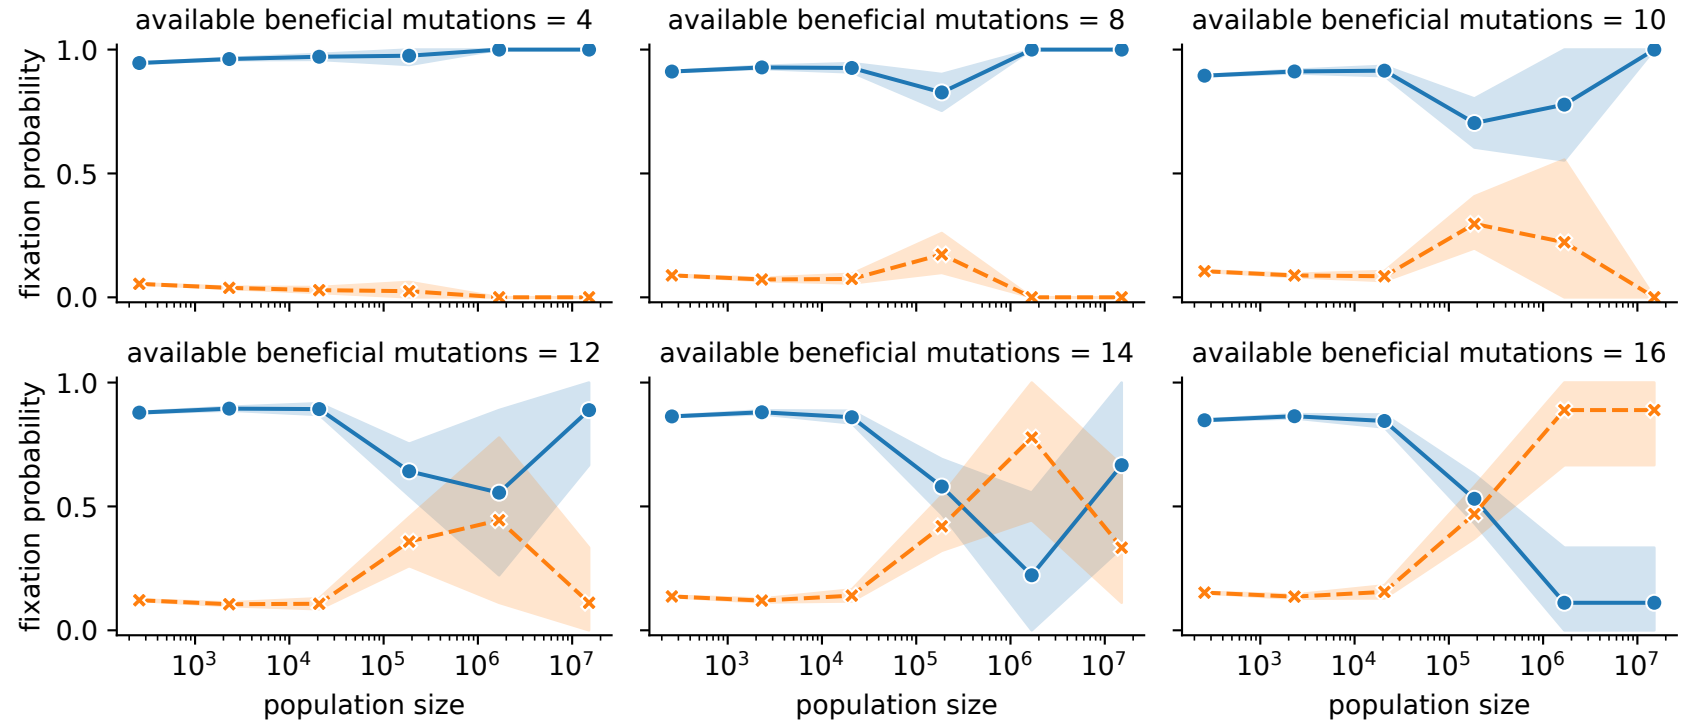 available beneficial mutations = 4
available beneficial mutations = 8
available beneficial mutations = 10
fixation probability
1.0
0.5
0.0
available beneficial mutations = 12
available beneficial mutations = 14
available beneficial mutations = 16
fixation probability
1.0
0.5
0.0
10³ 10⁴ 10⁵ 10⁶ 10⁷
10³ 10⁴ 10⁵ 10⁶ 10⁷
10³ 10⁴ 10⁵ 10⁶ 10⁷
population size
population size
population size